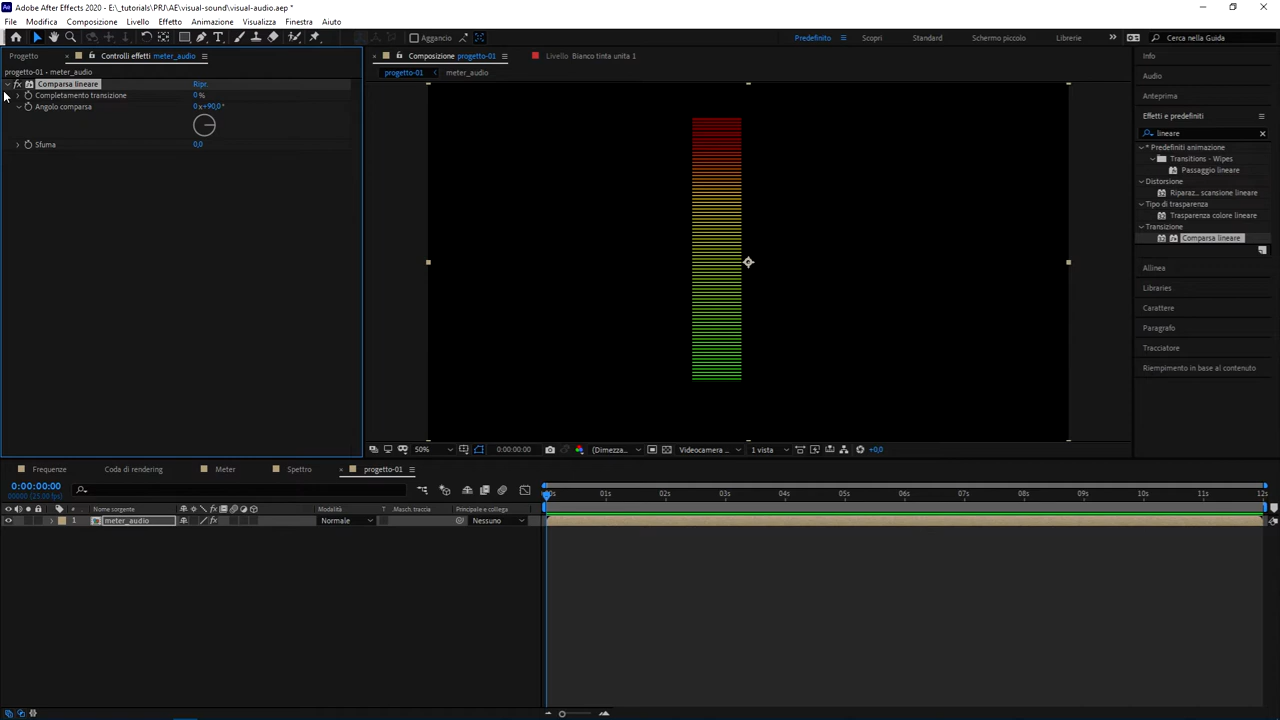 Adobe After Effects 2020 - E:\_tutorials\PRJ\AE\visual-sound\visual-audio.aep *
File Modifica Composizione Livello Effetto Animazione Visualizza Finestra Aiuto
Aggancio Predefinito Scopri Standard Schermo piccolo Librerie Cerca nella Guida
Progetto Controlli effetti meter_audio
progetto-01 • meter_audio
fx Comparsa lineare Ripr.
Completamento transizione 0 %
Angolo comparsa 0 x+90,0°
Sfuma 0,0
Composizione progetto-01 Livello Bianco tinta unita 1
progetto-01 meter_audio
50% 0:00:00:00 (Dimezza... Videocamera ... 1 vista +0,0
Info
Audio
Anteprima
Effetti e predefiniti
lineare
* Predefiniti animazione
Transitions - Wipes
Passaggio lineare
Distorsione
Riparaz... scansione lineare
Tipo di trasparenza
Trasparenza colore lineare
Transizione
Comparsa lineare
Allinea
Libraries
Carattere
Paragrafo
Tracciatore
Riempimento in base al contenuto
Frequenze Coda di rendering Meter Spettro progetto-01
0:00:00:00
00000 (25.00 fps)
01s 02s 03s 04s 05s 06s 07s 08s 09s 10s 11s 12s
# Nome sorgente Modalità T .Masch. traccia Principale e collega
1 meter_audio fx Normale Nessuno